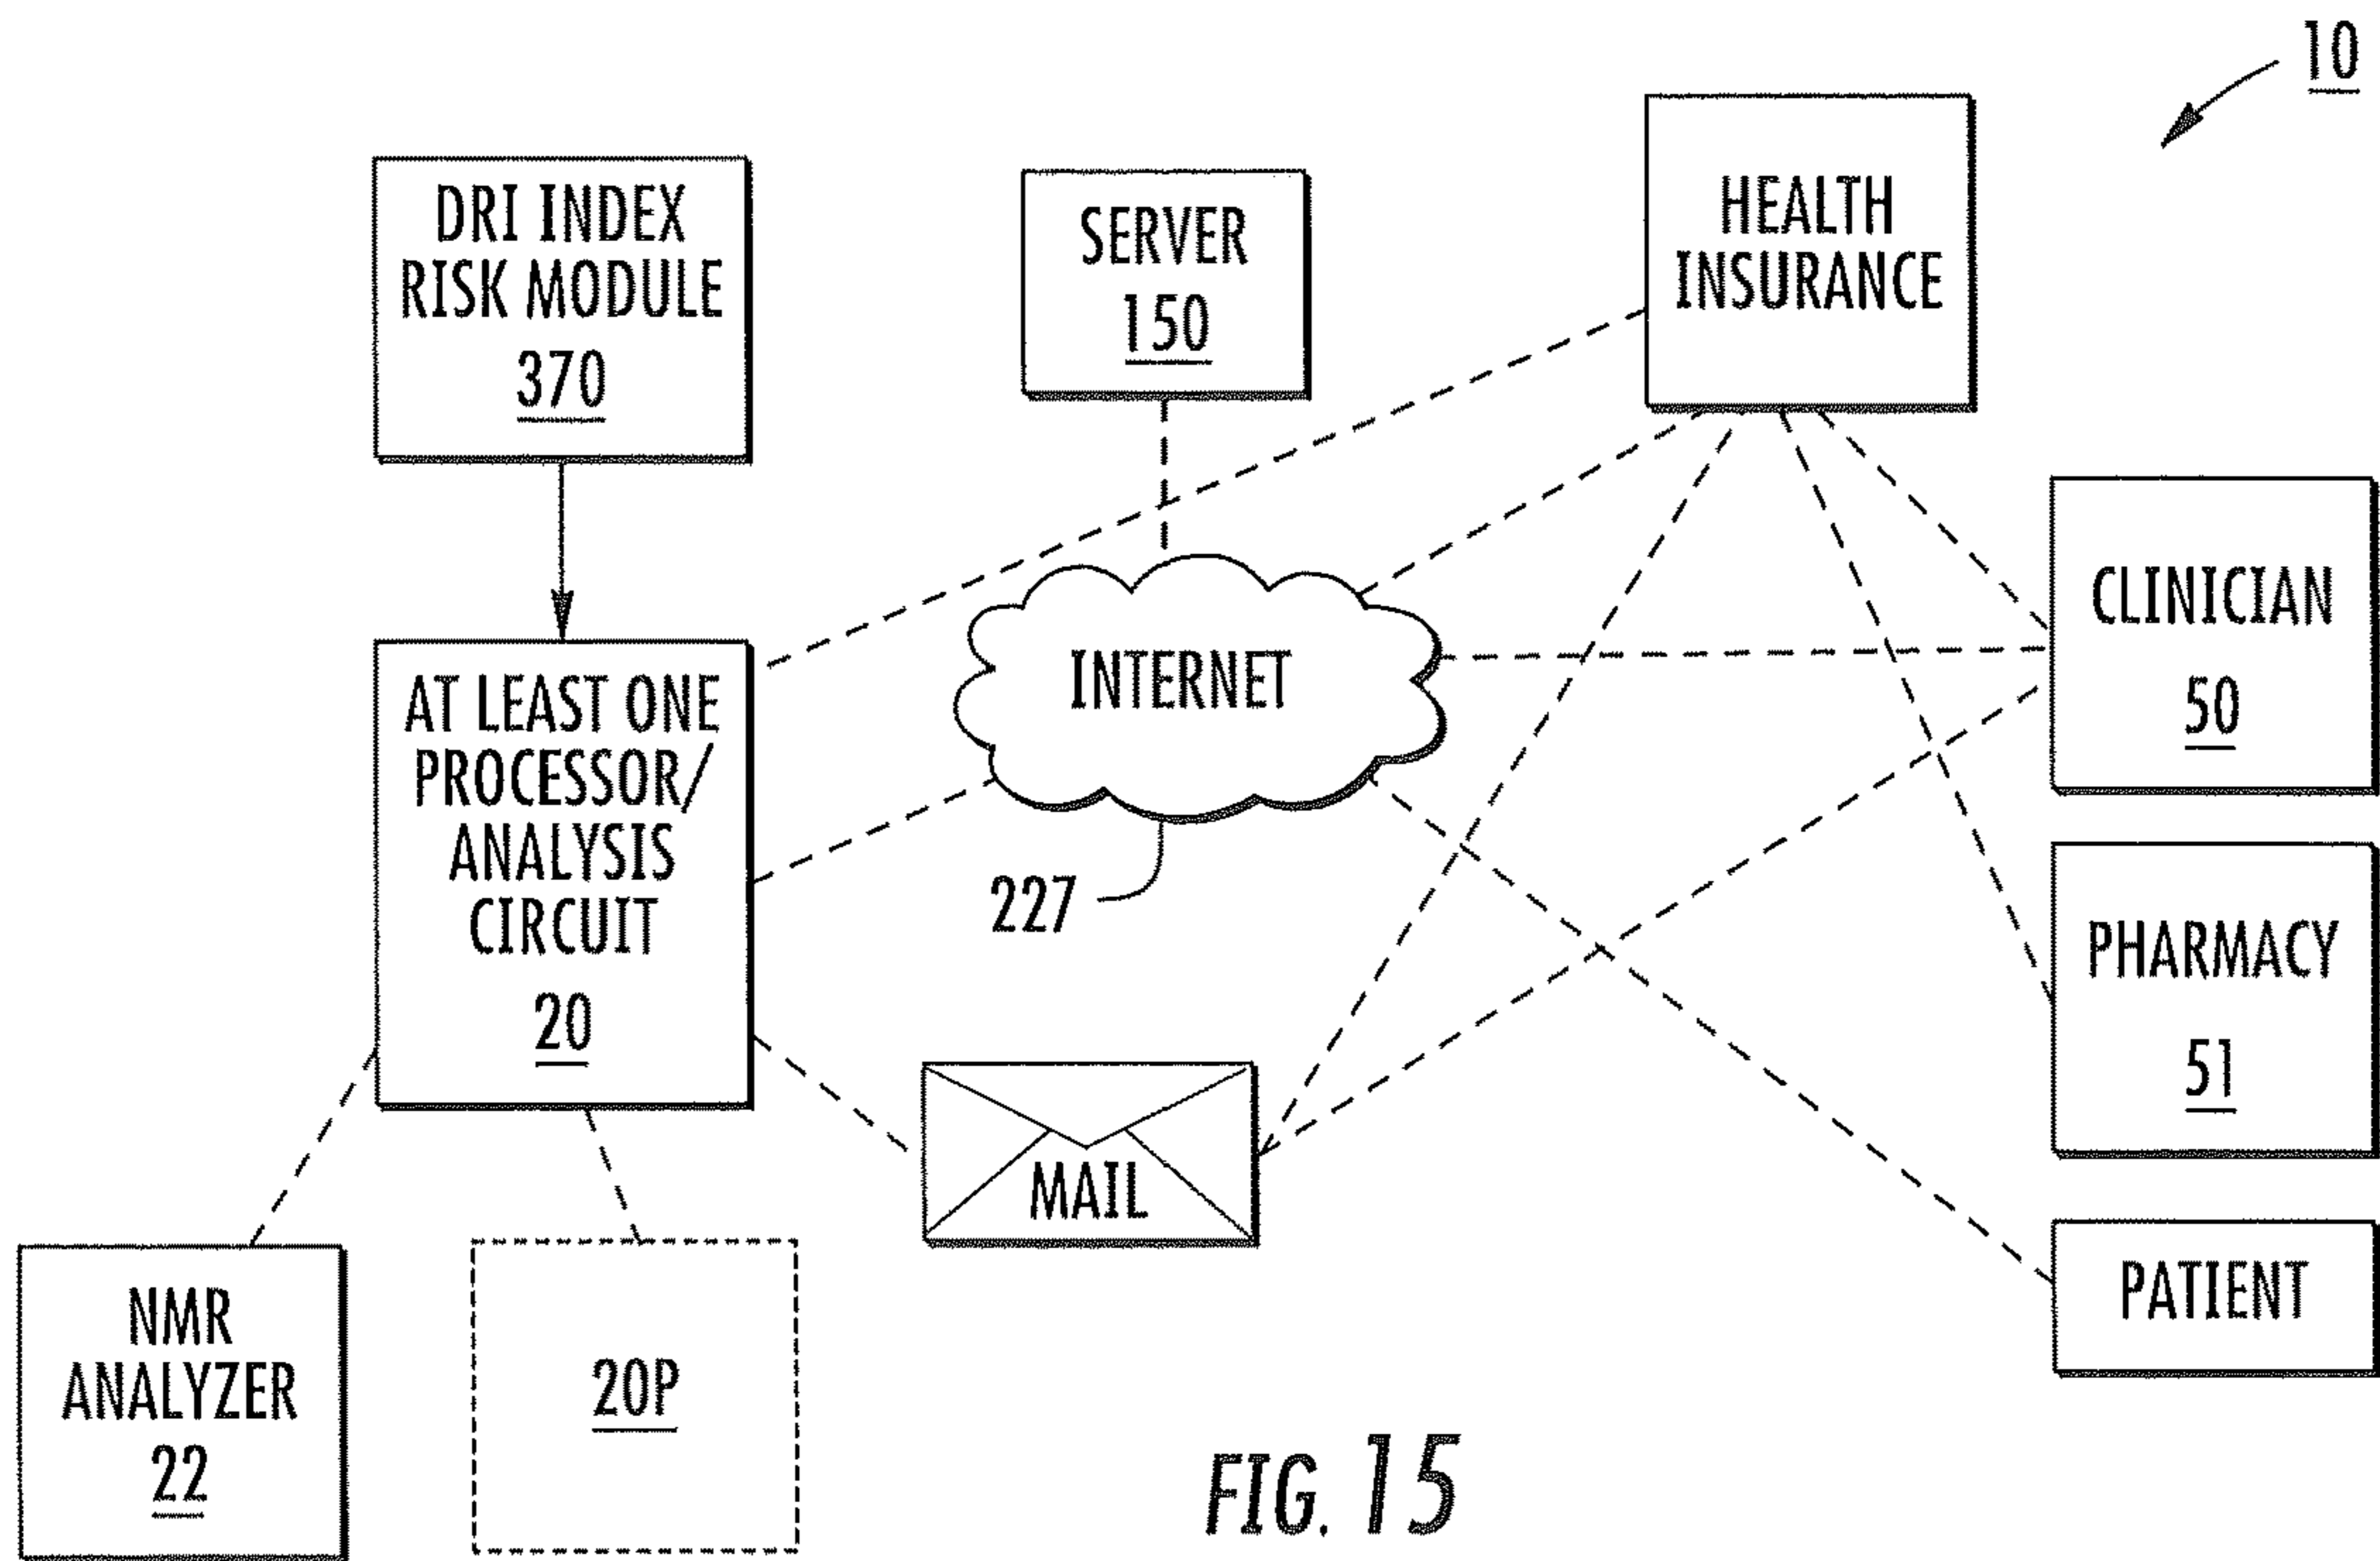 10
DRI INDEX
RISK MODULE
370
SERVER
150
HEALTH
INSURANCE
AT LEAST ONE
PROCESSOR/
ANALYSIS
CIRCUIT
20
INTERNET
227
CLINICIAN
50
PHARMACY
51
MAIL
PATIENT
NMR
ANALYZER
22
20P
FIG. 15